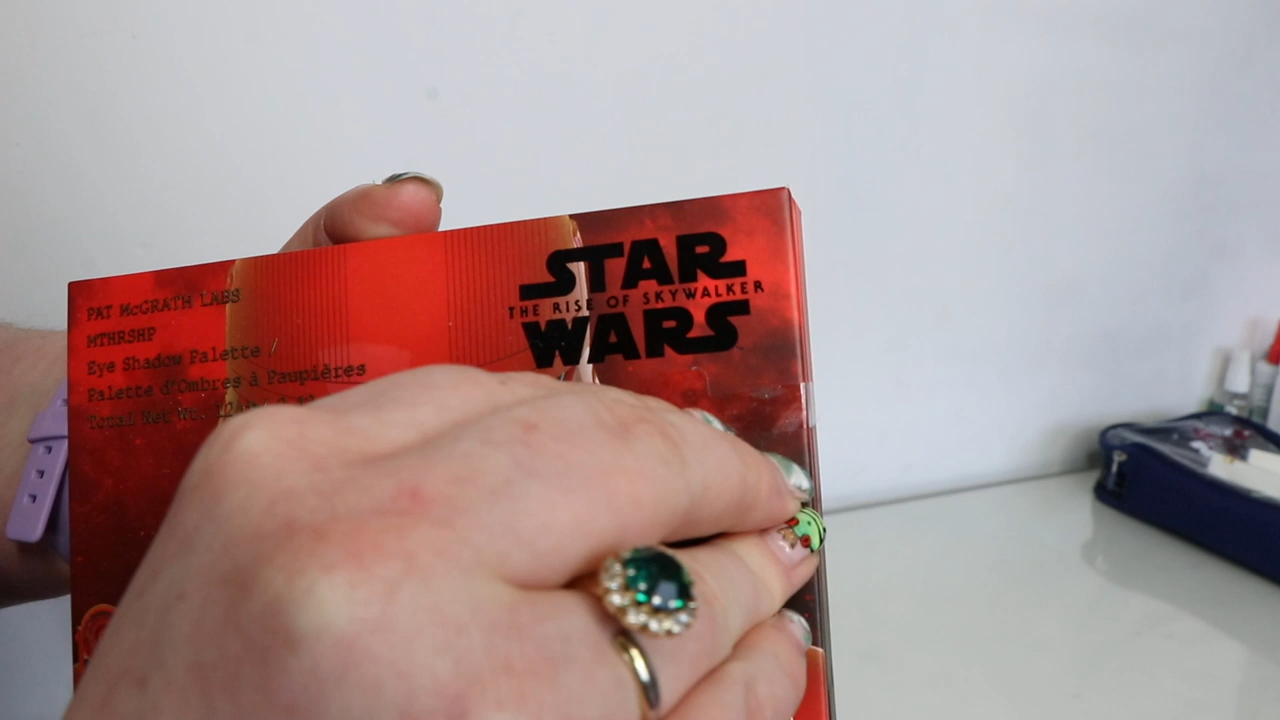 PAT McGRATH LABS
MTHRSHP
Eye Shadow Palette /
Palette d'Ombres à Paupières
Total Net Wt.
STAR
THE RISE OF SKYWALKER
WARS